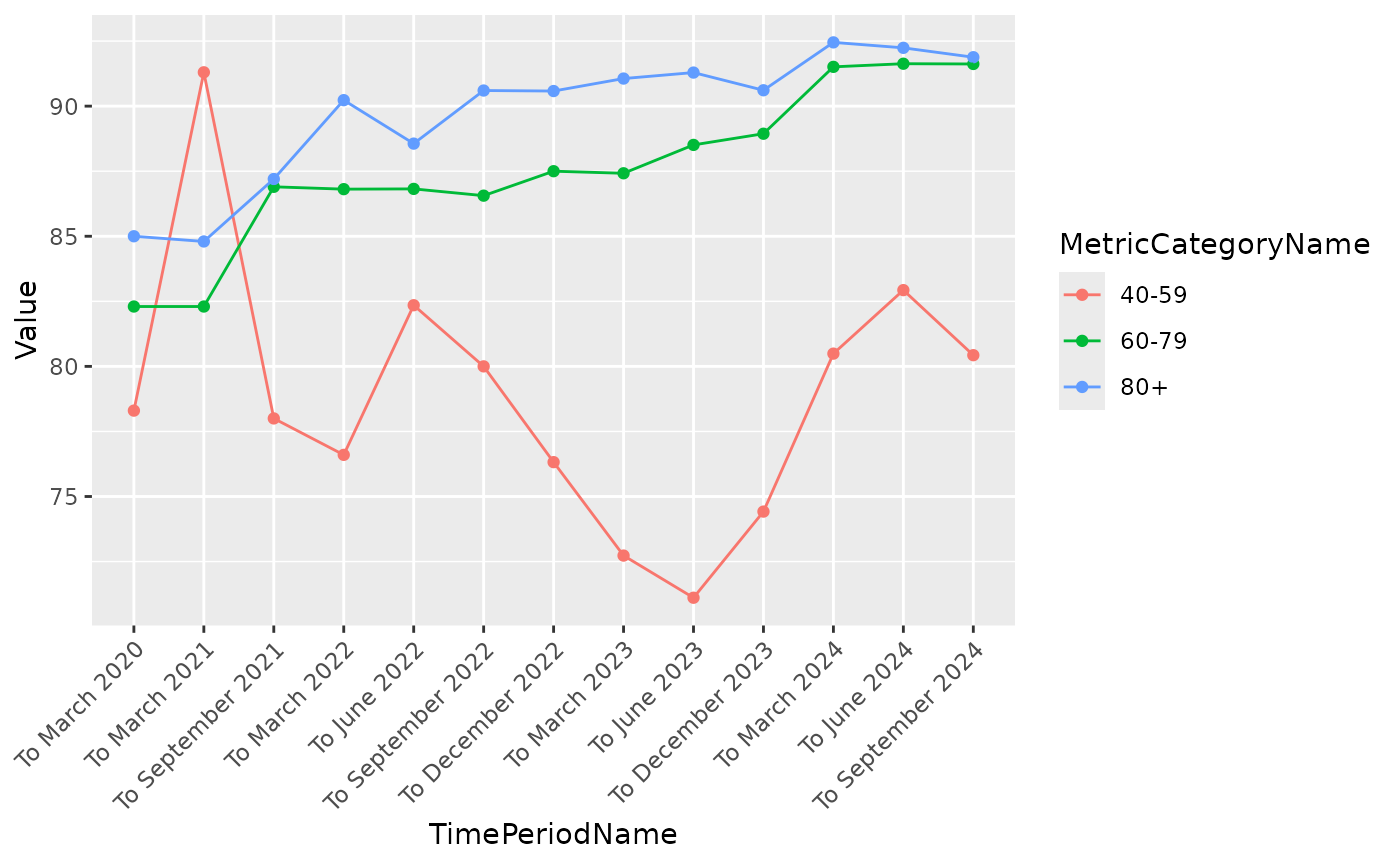 90
85
80
75
Value
To March 2020
To March 2021
To September 2021
To March 2022
To June 2022
To September 2022
To December 2022
To March 2023
To June 2023
To December 2023
To March 2024
To June 2024
To September 2024
TimePeriodName
MetricCategoryName
40-59
60-79
80+